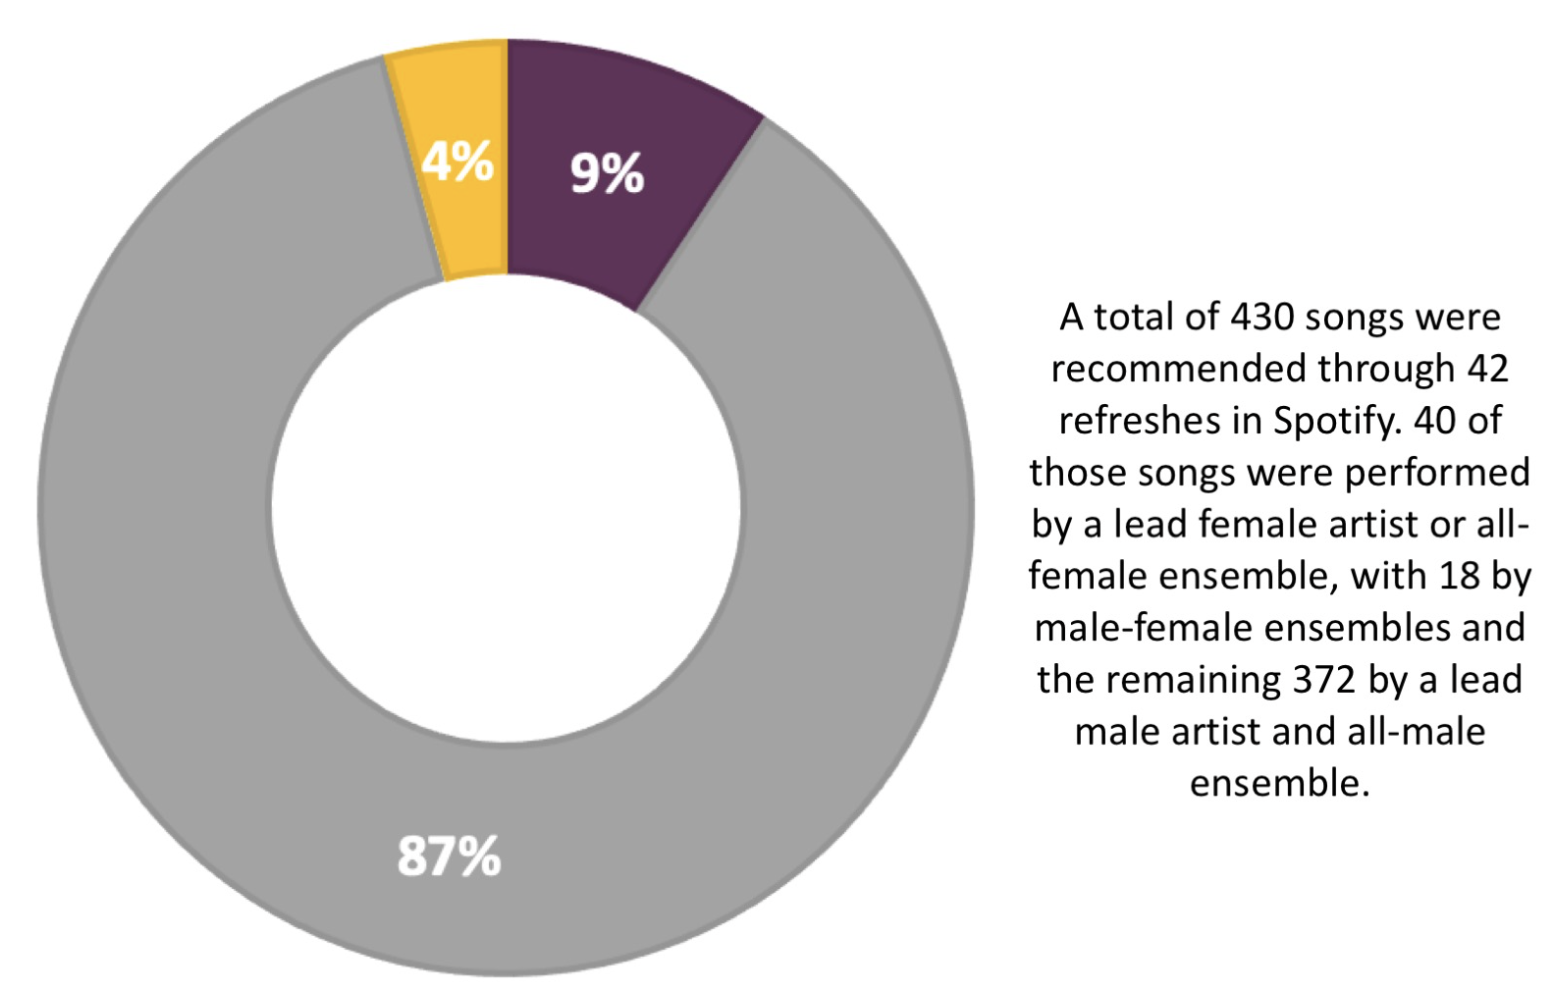 4%
9%
87%
A total of 430 songs were
recommended through 42
refreshes in Spotify. 40 of
those songs were performed
by a lead female artist or all-
female ensemble, with 18 by
male-female ensembles and
the remaining 372 by a lead
male artist and all-male
ensemble.